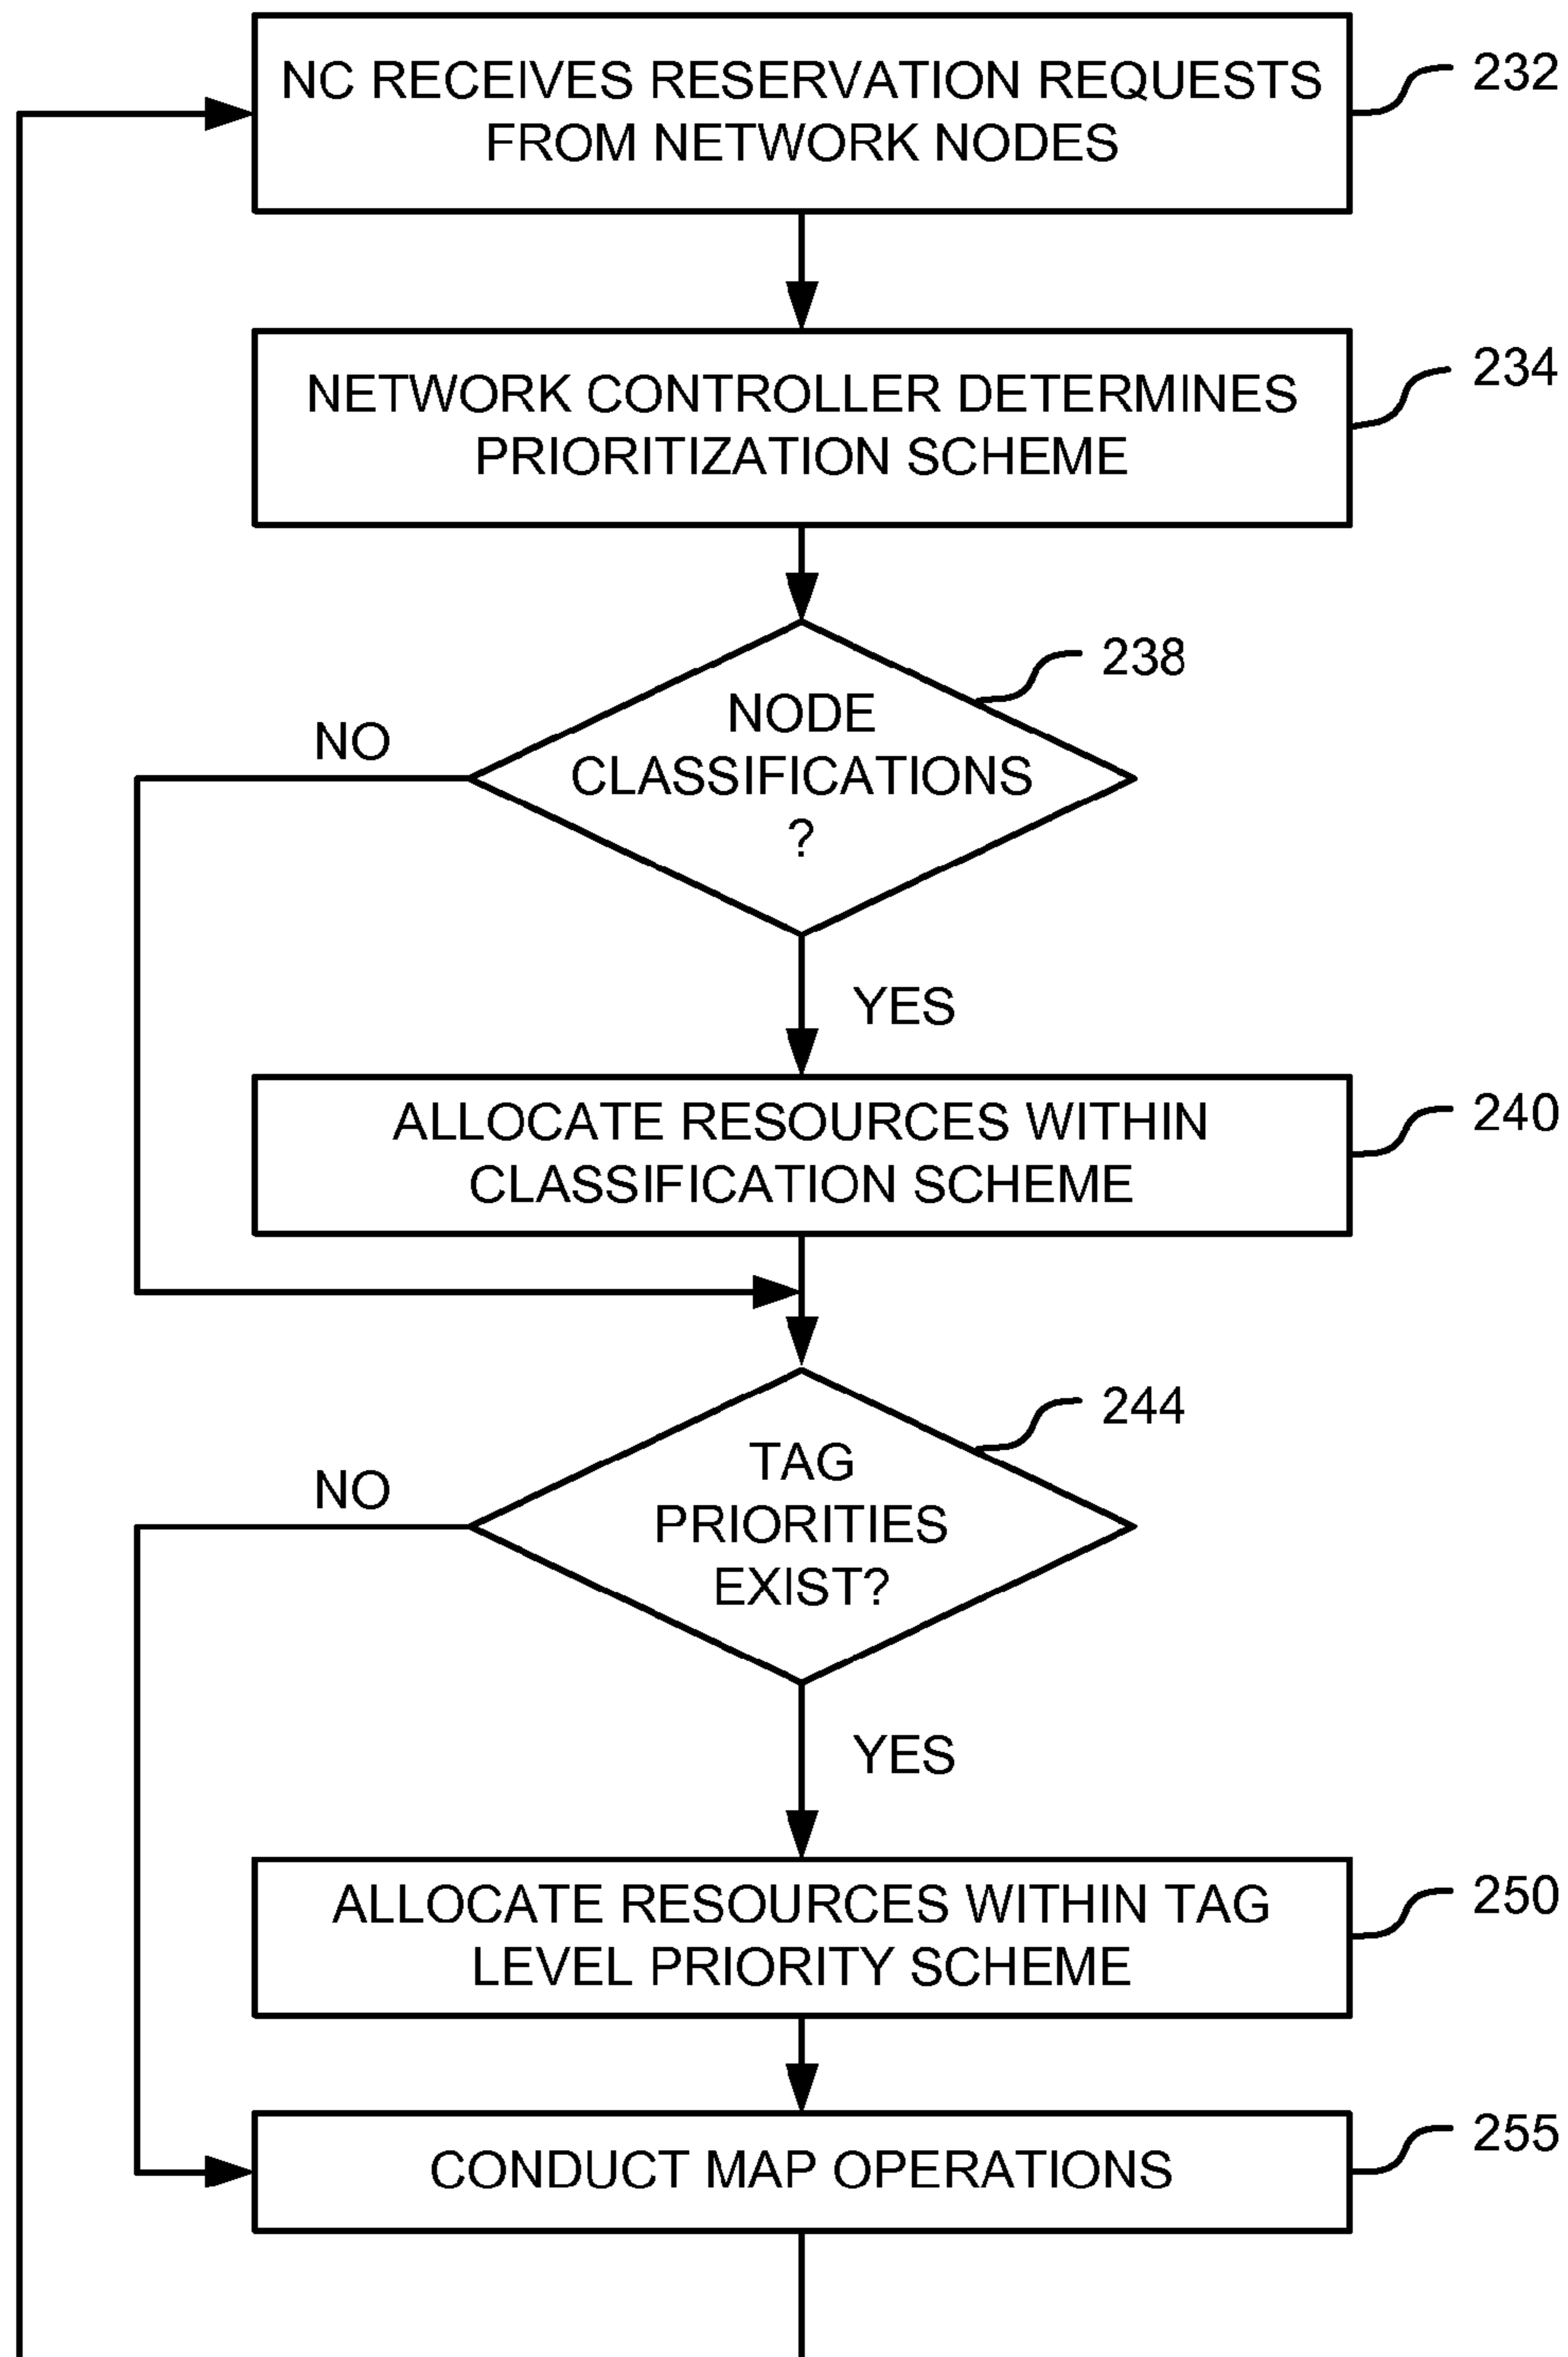 NC RECEIVES RESERVATION REQUESTS
FROM NETWORK NODES
232
NETWORK CONTROLLER DETERMINES
PRIORITIZATION SCHEME
234
NODE
CLASSIFICATIONS
?
238
NO
YES
ALLOCATE RESOURCES WITHIN
CLASSIFICATION SCHEME
240
TAG
PRIORITIES
EXIST?
244
NO
YES
ALLOCATE RESOURCES WITHIN TAG
LEVEL PRIORITY SCHEME
250
CONDUCT MAP OPERATIONS
255